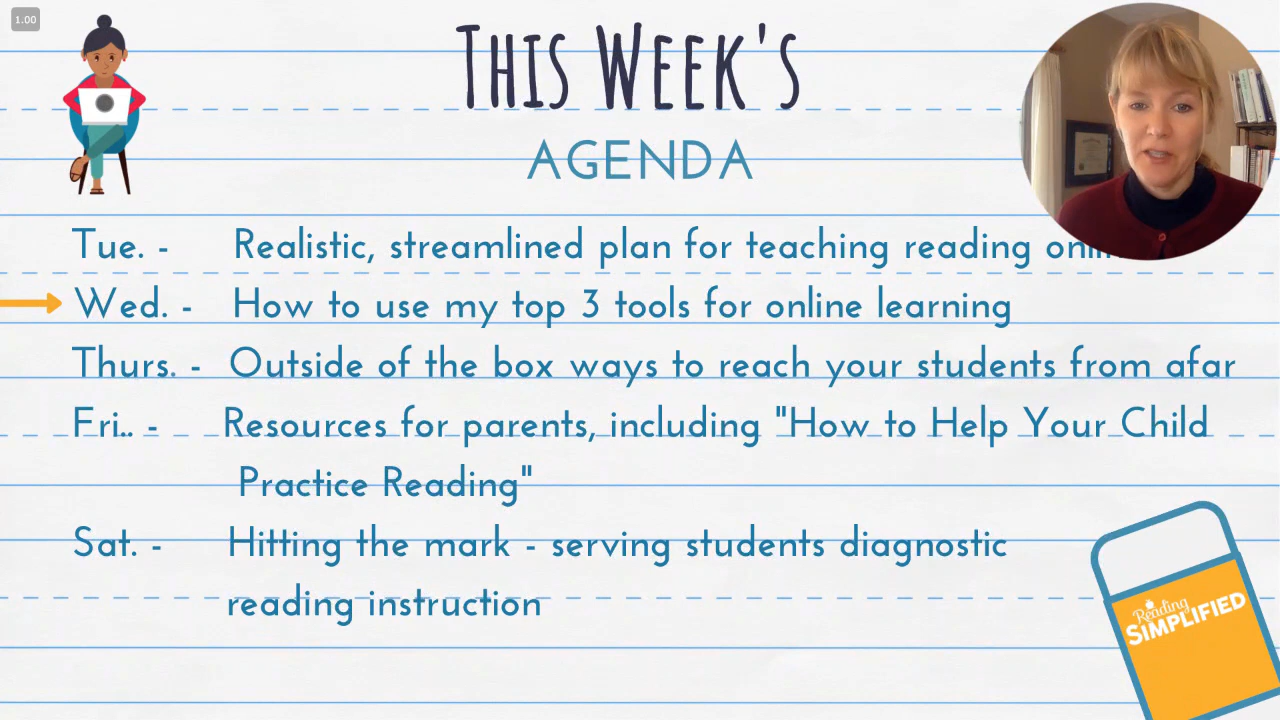 1.00
THIS WEEK'S
AGENDA
Tue. - Realistic, streamlined plan for teaching reading
Wed. - How to use my top 3 tools for online learning
Thurs. - Outside of the box ways to reach your students from afar
Fri.. - Resources for parents, including "How to Help Your Child
Practice Reading"
Sat. - Hitting the mark - serving students diagnostic
reading instruction
Reading
SIMPLIFIED